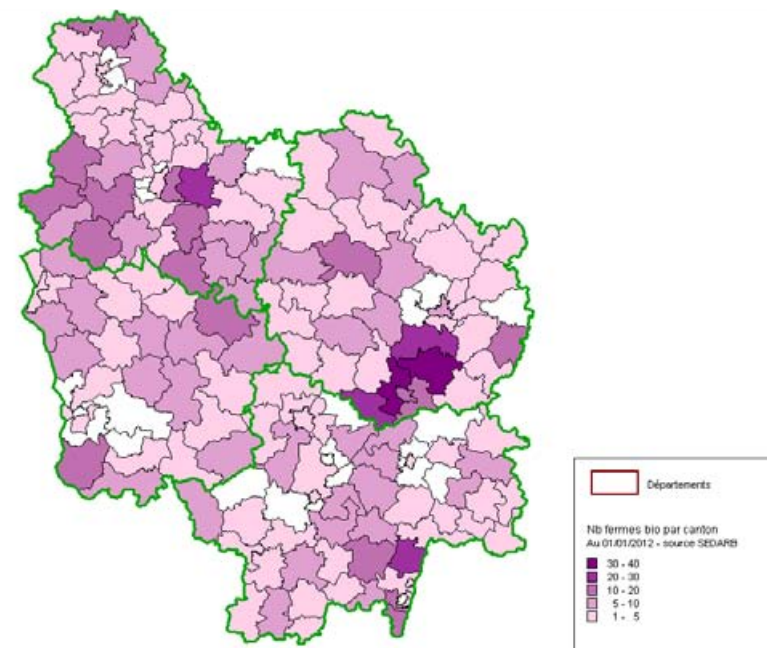 Départements
Nb fermes bio par canton
Au 01/01/2012 - source SEDARB
30 - 40
20 - 30
10 - 20
5 - 10
1 - 5